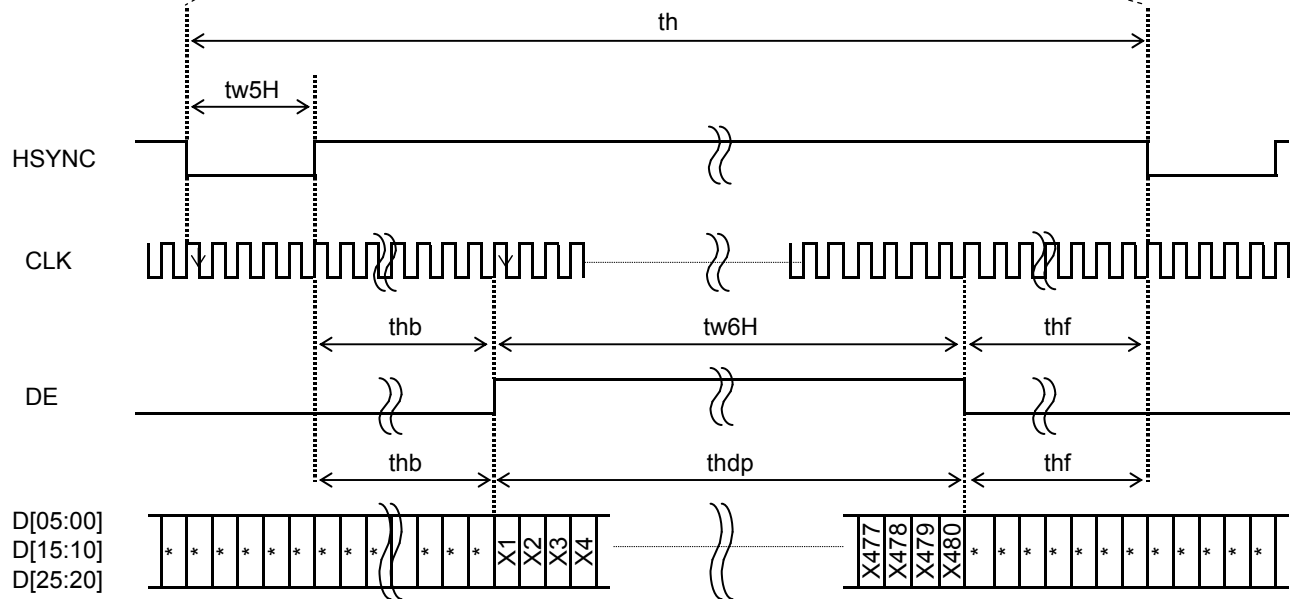 th
tw5H
HSYNC
CLK
thb tw6H thf
DE
thb thdp thf
D[05:00]
D[15:10]
D[25:20]
* * * * * * * * * * * * X1 X2 X3 X4 X477 X478 X479 X480 * * * * * * * * * * * *